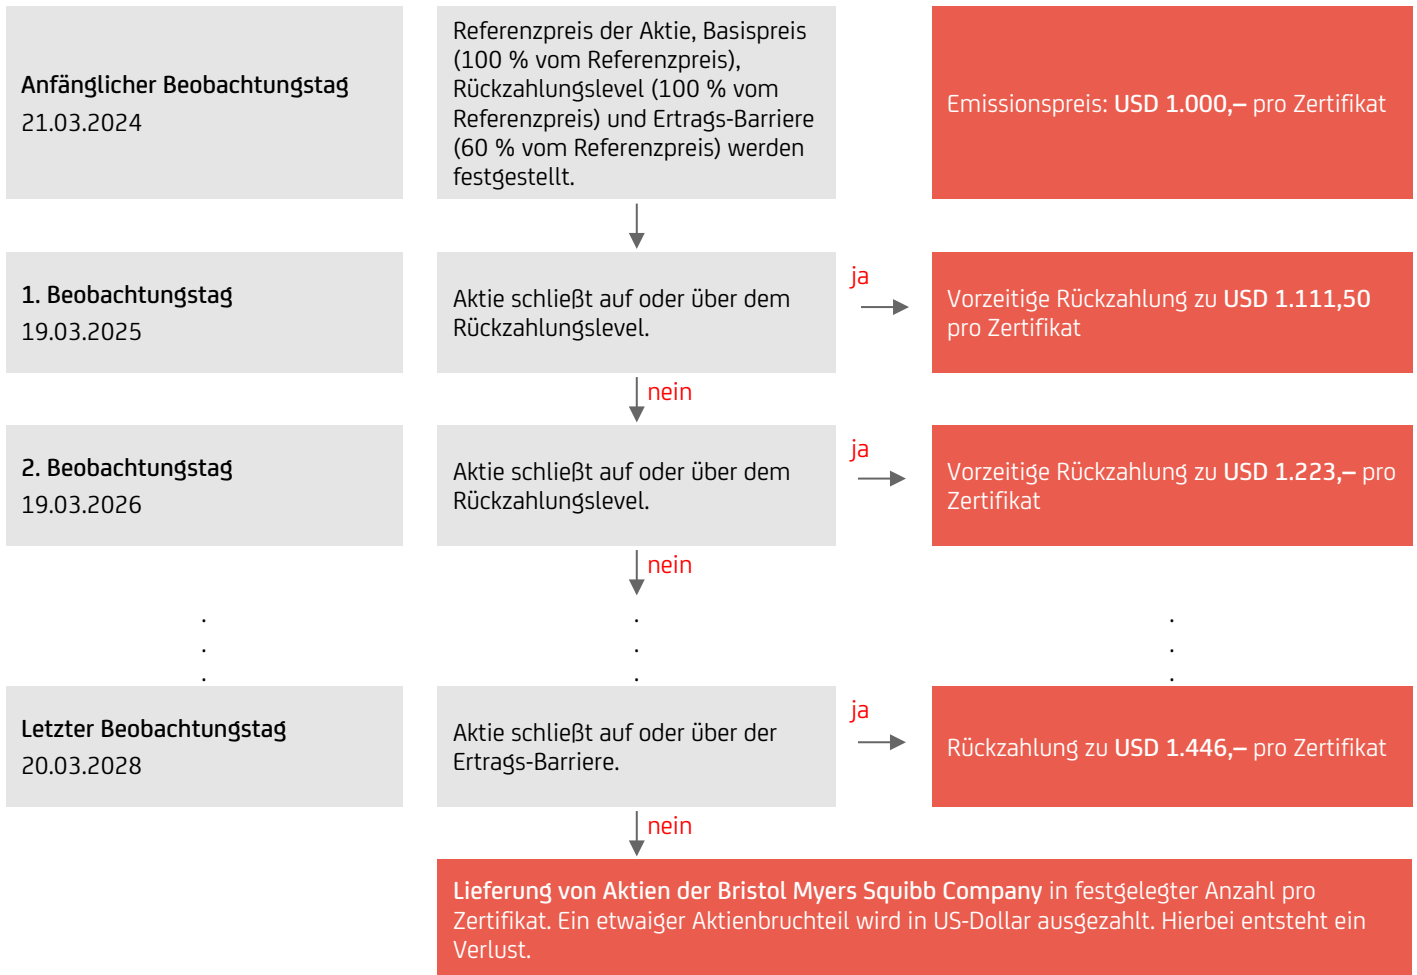 Anfänglicher Beobachtungstag
21.03.2024
Referenzpreis der Aktie, Basispreis
(100 % vom Referenzpreis),
Rückzahlungslevel (100 % vom
Referenzpreis) und Ertrags-Barriere
(60 % vom Referenzpreis) werden
festgestellt.
Emissionspreis: USD 1.000,– pro Zertifikat
1. Beobachtungstag
19.03.2025
Aktie schließt auf oder über dem
Rückzahlungslevel.
ja
Vorzeitige Rückzahlung zu USD 1.111,50
pro Zertifikat
nein
2. Beobachtungstag
19.03.2026
Aktie schließt auf oder über dem
Rückzahlungslevel.
ja
Vorzeitige Rückzahlung zu USD 1.223,– pro
Zertifikat
nein
. . .
. . .
. . .
Letzter Beobachtungstag
20.03.2028
Aktie schließt auf oder über der
Ertrags-Barriere.
ja
Rückzahlung zu USD 1.446,– pro Zertifikat
nein
Lieferung von Aktien der Bristol Myers Squibb Company in festgelegter Anzahl pro
Zertifikat. Ein etwaiger Aktienbruchteil wird in US-Dollar ausgezahlt. Hierbei entsteht ein
Verlust.